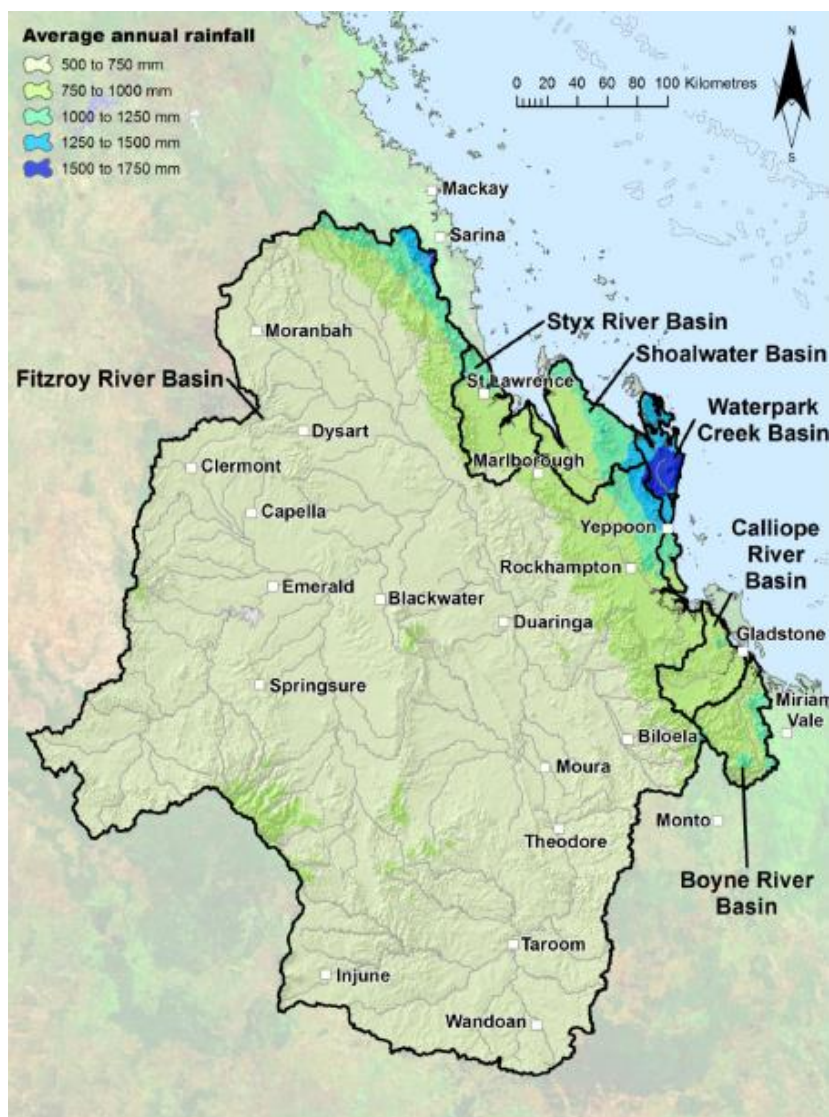 Average annual rainfall
500 to 750 mm
750 to 1000 mm
1000 to 1250 mm
1250 to 1500 mm
1500 to 1750 mm
0 20 40 60 80 100 Kilometres
N
S
Mackay
Sarina
Moranbah
Styx River Basin
Shoalwater Basin
Fitzroy River Basin
St Lawrence
Waterpark
Creek Basin
Dysart
Clermont
Marlborough
Capella
Yeppoon
Calliope
River
Basin
Rockhampton
Emerald
Blackwater
Duaringa
Gladstone
Springsure
Miriam
Vale
Biloela
Moura
Monto
Theodore
Boyne River
Basin
Taroom
Injune
Wandoan